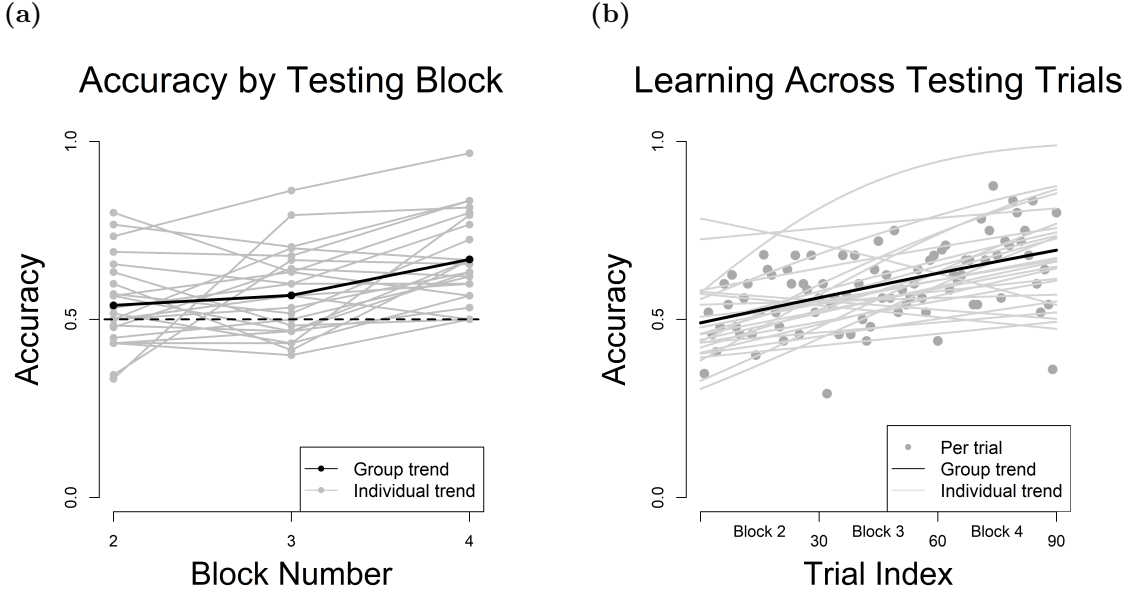 (a)
Accuracy by Testing Block
1.0
0.5
0.0
Accuracy
Group trend
Individual trend
2
3
4
Block Number
(b)
Learning Across Testing Trials
1.0
0.5
0.0
Accuracy
Per trial
Group trend
Individual trend
Block 2
Block 3
Block 4
30
60
90
Trial Index